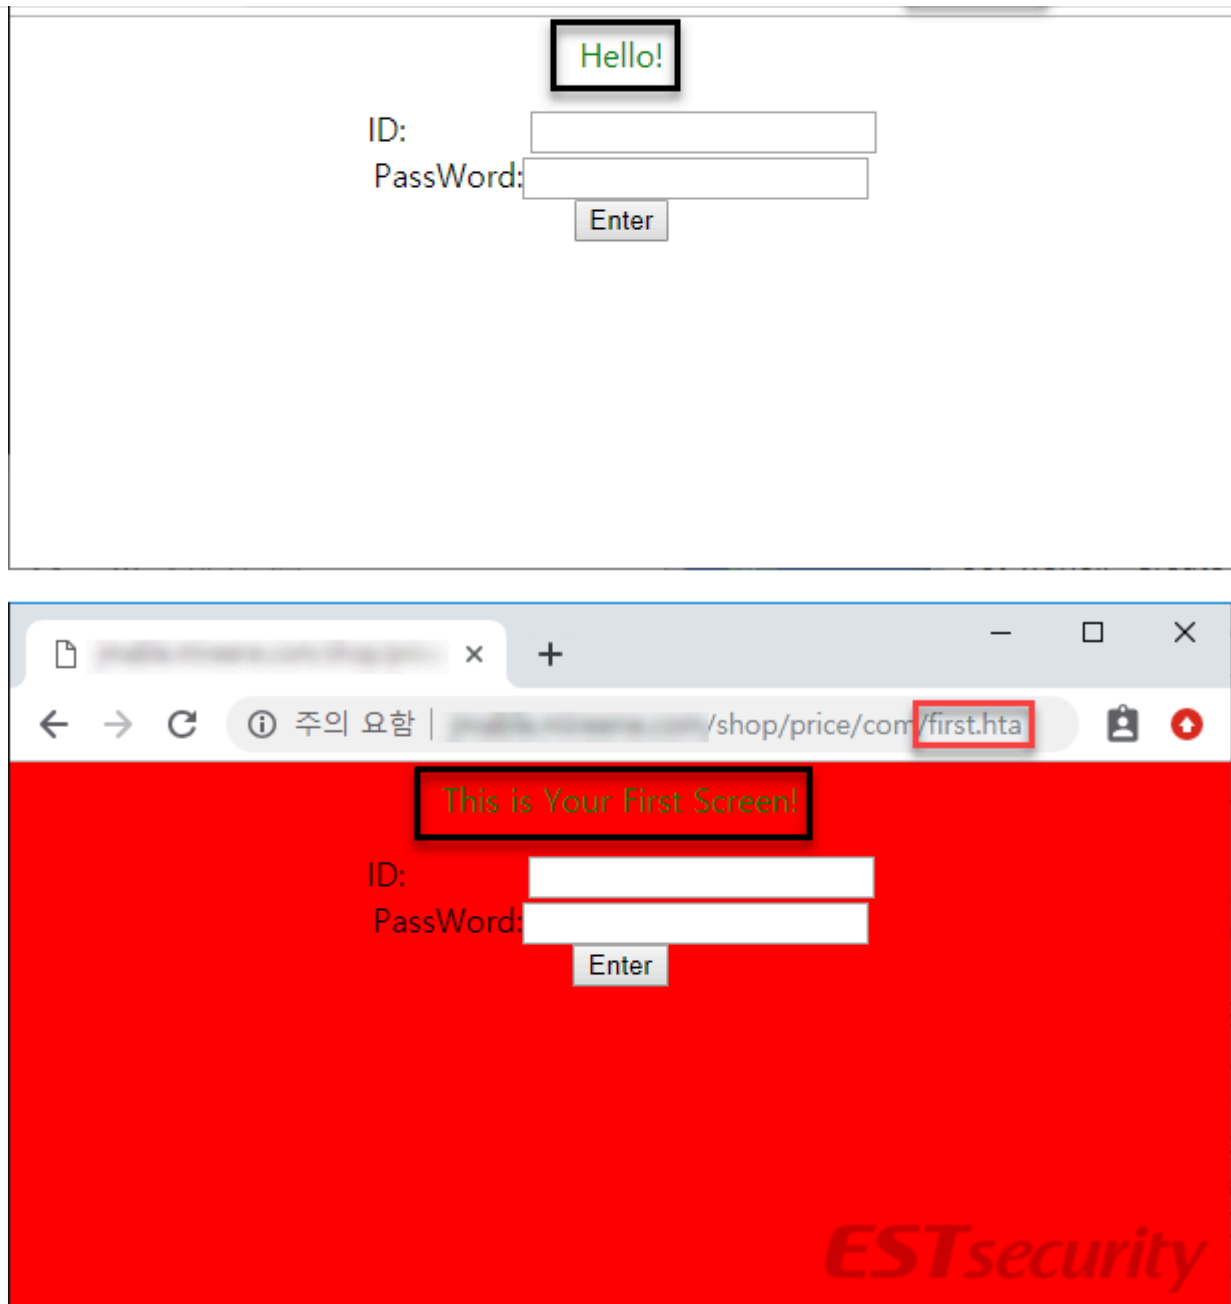 Hello!
ID:
PassWord:
Enter
주의 요함 | /shop/price/com/first.hta
This is Your First Screen!
ID:
PassWord:
Enter
ESTsecurity